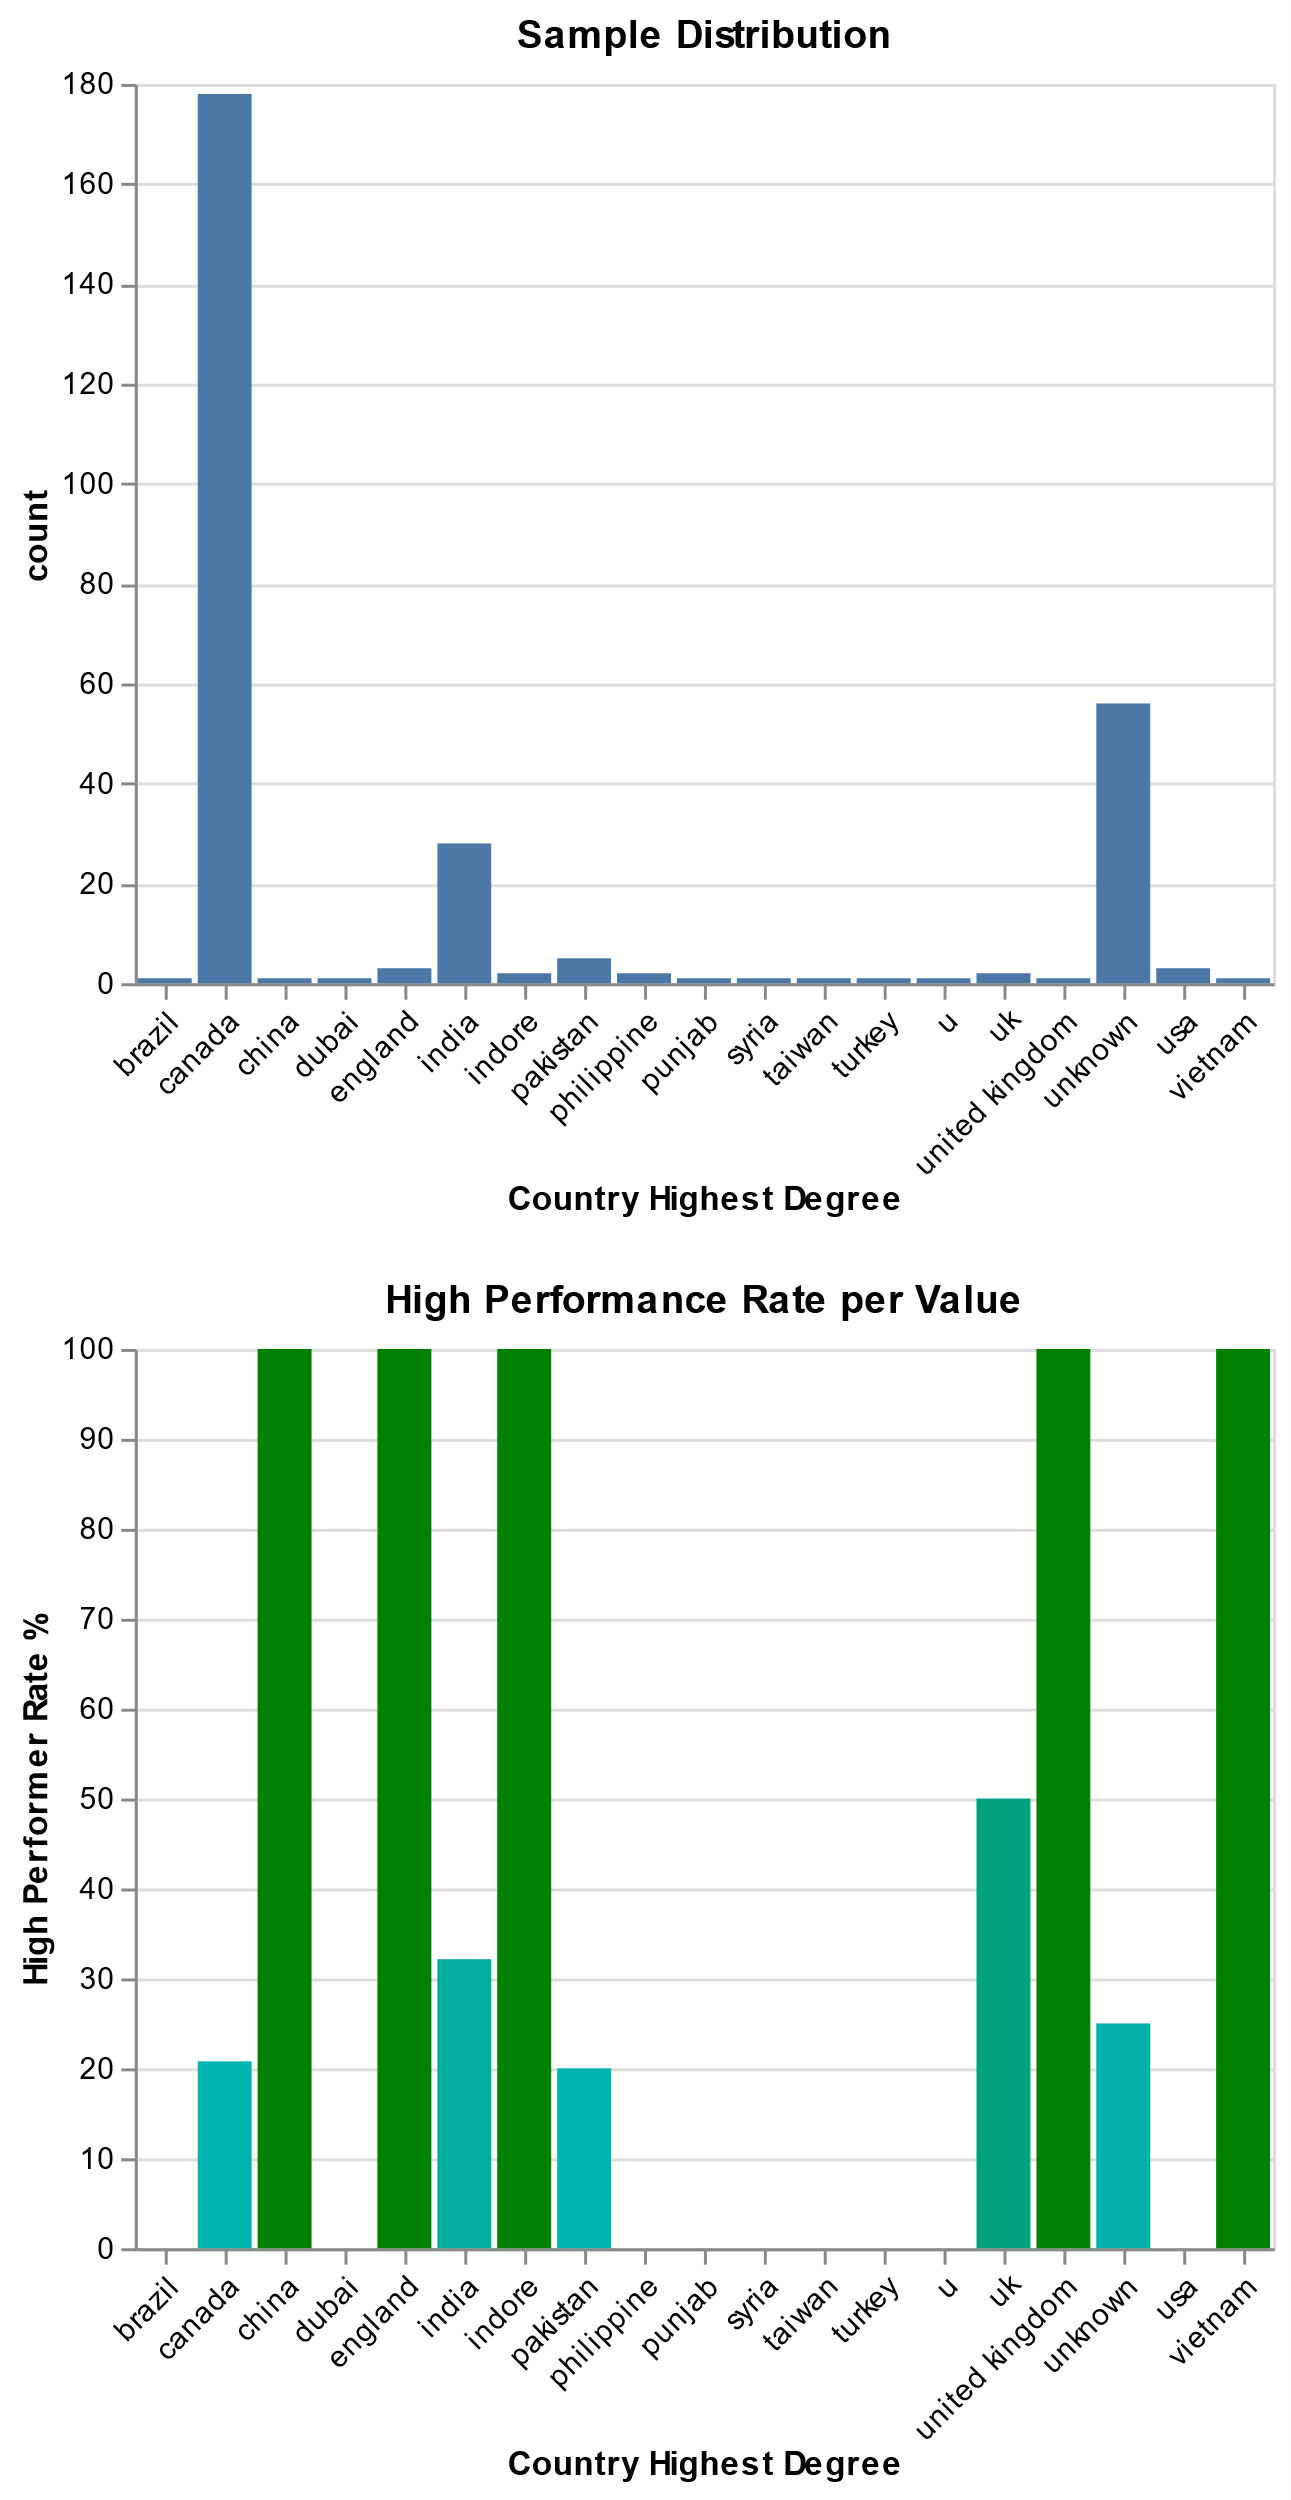 Sample Distribution
180
160
140
120
100
80
60
40
20
0
count
brazil
canada
china
dubai
england
india
indore
pakistan
philippine
punjab
syria
taiwan
turkey
u
uk
united kingdom
unknown
usa
vietnam
Country Highest Degree
High Performance Rate per Value
100
90
80
70
60
50
40
30
20
10
0
High Performer Rate %
brazil
canada
china
dubai
england
india
indore
pakistan
philippine
punjab
syria
taiwan
turkey
u
uk
united kingdom
unknown
usa
vietnam
Country Highest Degree